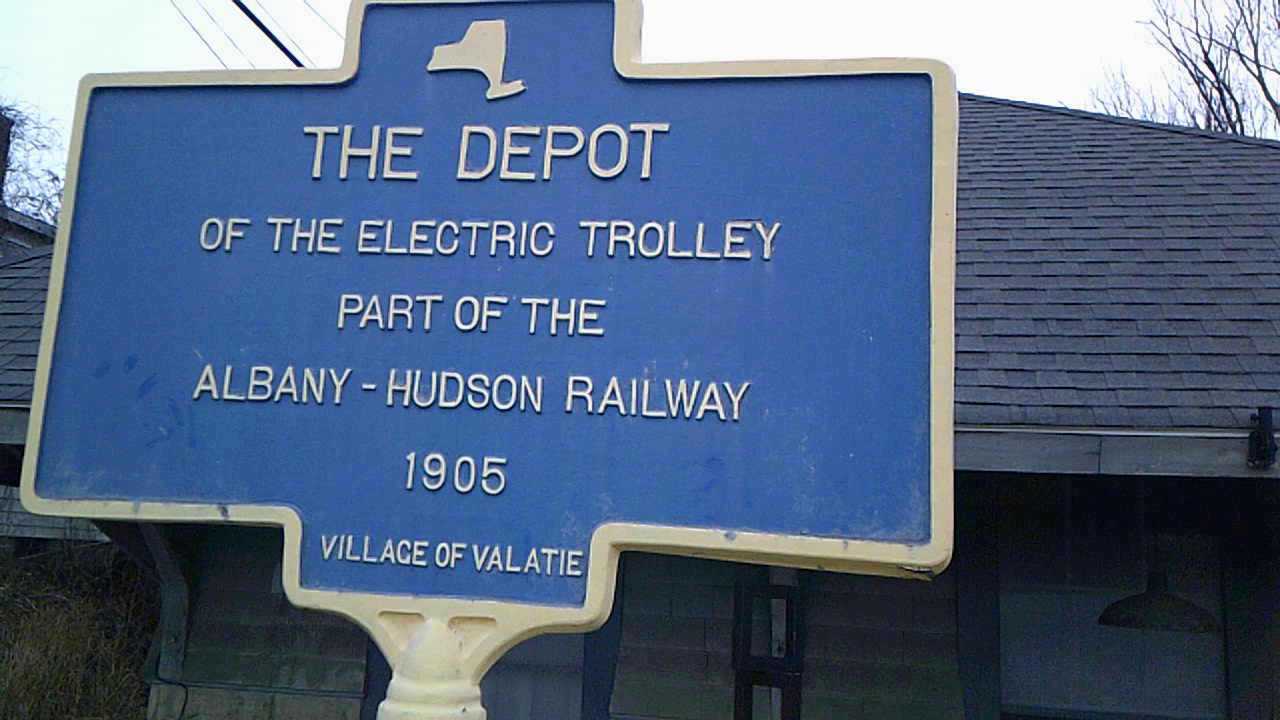 THE DEPOT
OF THE ELECTRIC TROLLEY
PART OF THE
ALBANY - HUDSON RAILWAY
1905
VILLAGE OF VALATIE